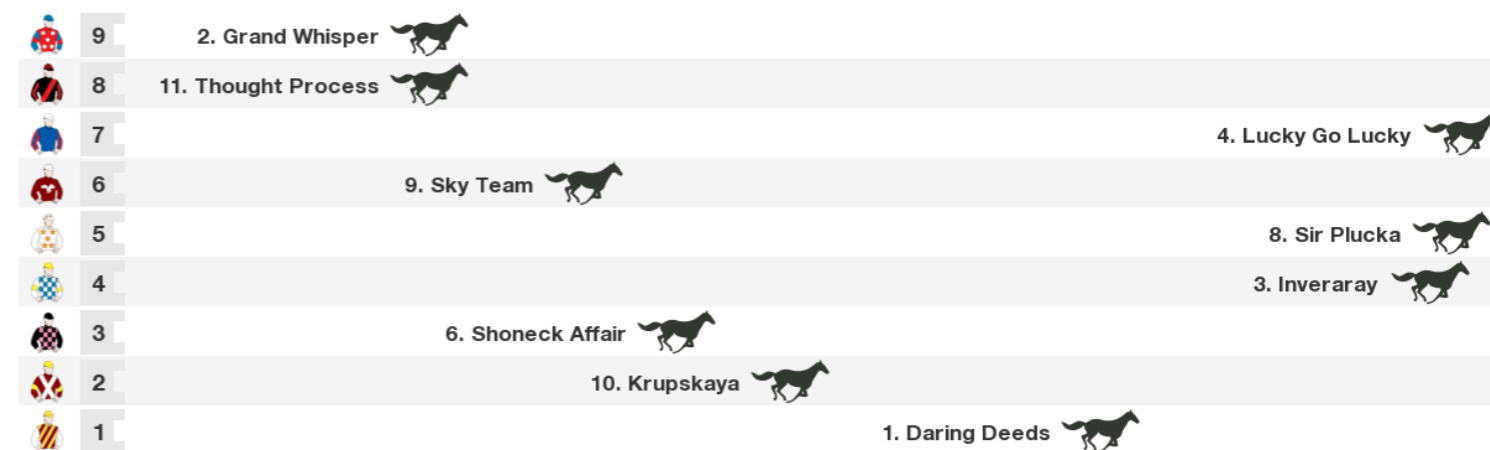 9 2. Grand Whisper
8 11. Thought Process
7 4. Lucky Go Lucky
6 9. Sky Team
5 8. Sir Plucka
4 3. Inveraray
3 6. Shoneck Affair
2 10. Krupskaya
1 1. Daring Deeds